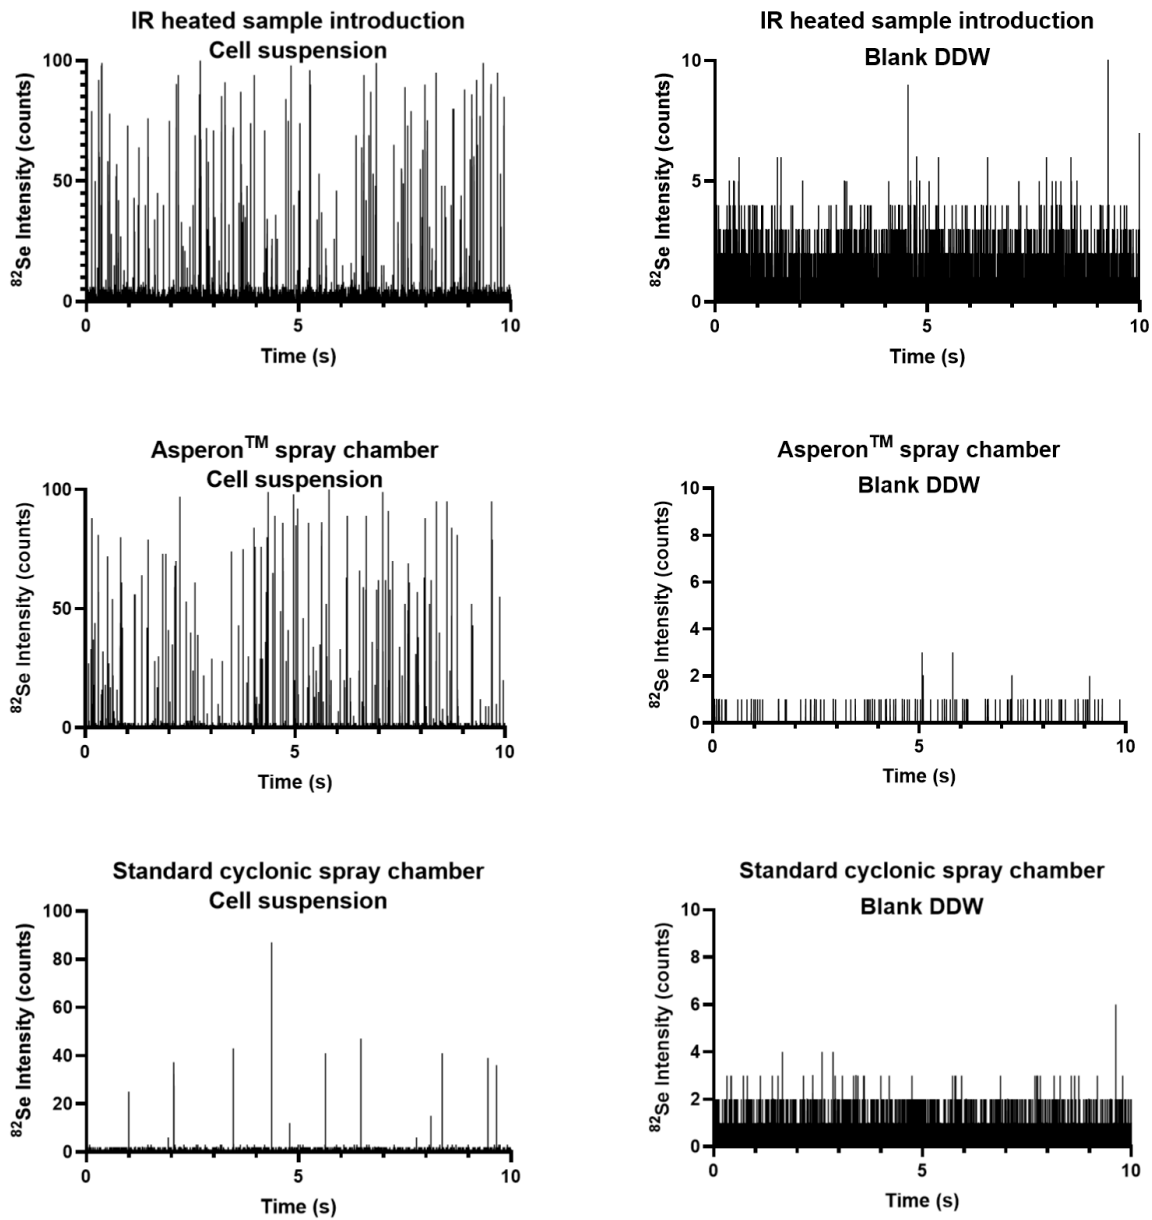 IR heated sample introduction
Cell suspension
100
50
0
0
5
10
82Se Intensity (counts)
Time (s)
IR heated sample introduction
Blank DDW
10
5
0
0
5
10
82Se Intensity (counts)
Time (s)
AsperonTM spray chamber
Cell suspension
100
50
0
0
5
10
82Se Intensity (counts)
Time (s)
AsperonTM spray chamber
Blank DDW
10
8
6
4
2
0
0
5
10
82Se Intensity (counts)
Time (s)
Standard cyclonic spray chamber
Cell suspension
100
80
60
40
20
0
0
5
10
82Se Intensity (counts)
Time (s)
Standard cyclonic spray chamber
Blank DDW
10
8
6
4
2
0
0
5
10
82Se Intensity (counts)
Time (s)